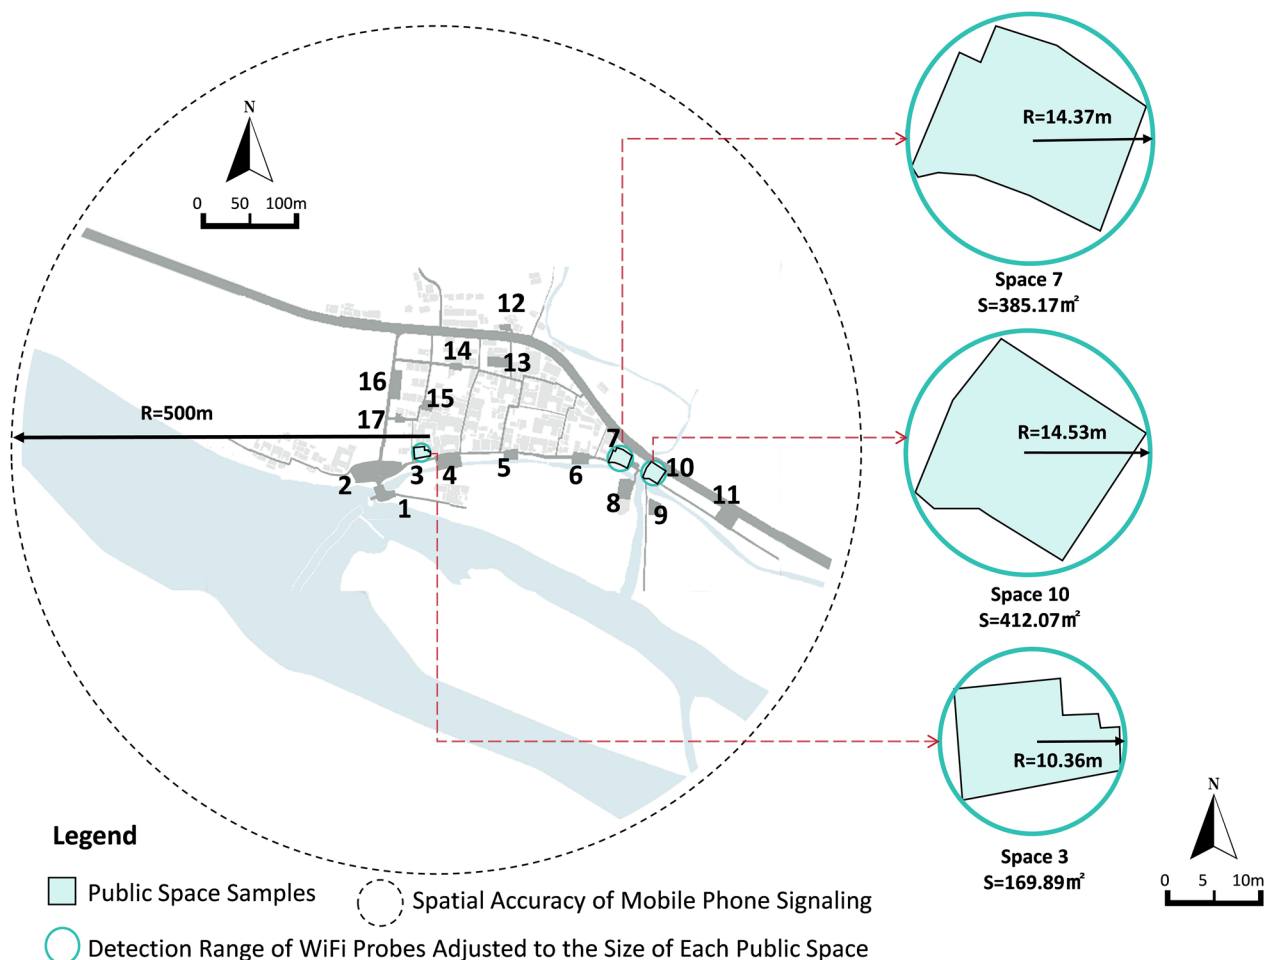 N
0 50 100m
R=14.37m
Space 7
S=385.17㎡
12
14
13
16
15
17
R=500m
7
3
4
5
6
10
2
1
8
9
11
R=14.53m
Space 10
S=412.07㎡
R=10.36m
Space 3
S=169.89㎡
N
0 5 10m
Legend
Public Space Samples
Spatial Accuracy of Mobile Phone Signaling
Detection Range of WiFi Probes Adjusted to the Size of Each Public Space